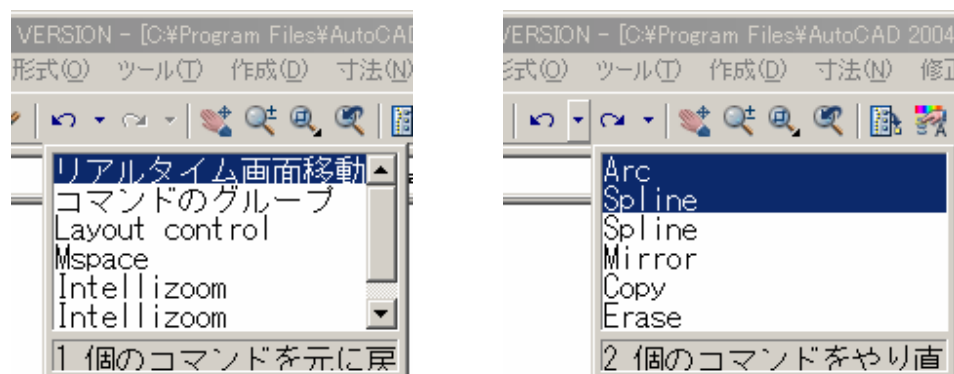 VERSION - [C:¥Program Files¥AutoCAD
形式(O) ツール(T) 作成(D) 寸法(N)
リアルタイム画面移動
コマンドのグループ
Layout control
Mspace
Intellizoom
Intellizoom
1 個のコマンドを元に戻
VERSION - [C:¥Program Files¥AutoCAD 2004
形式(O) ツール(T) 作成(D) 寸法(N) 修正
Arc
Spline
Spline
Mirror
Copy
Erase
2 個のコマンドをやり直